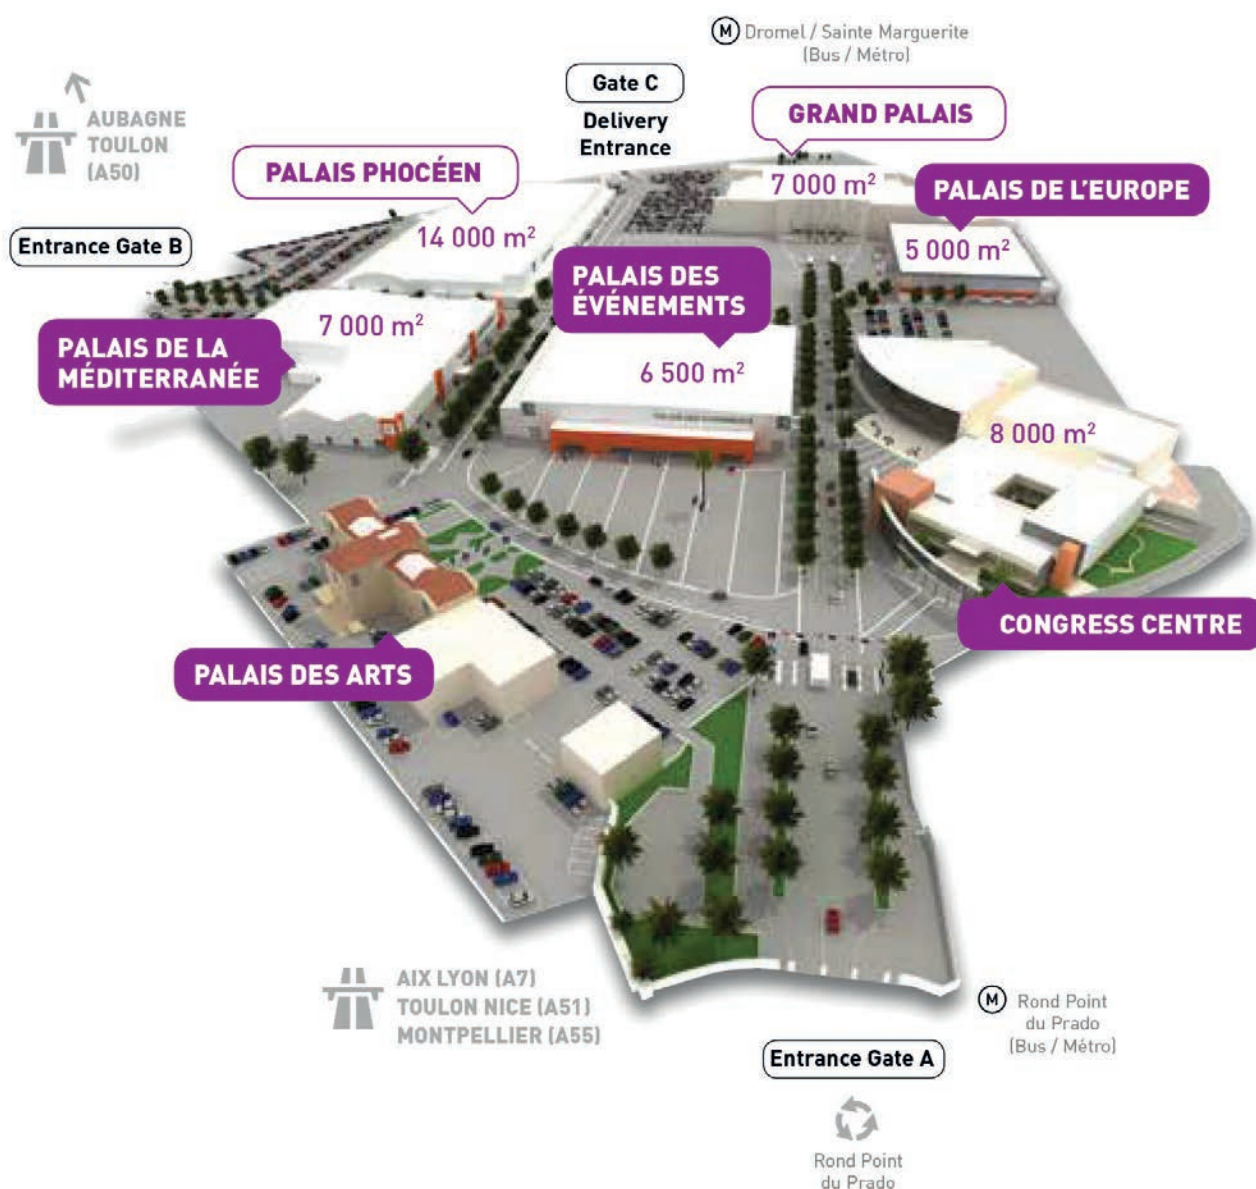 Dromel / Sainte Marguerite
(Bus / Métro)
M
Gate C
Delivery
Entrance
GRAND PALAIS
7 000 m²
AUBAGNE
TOULON
(A50)
PALAIS PHOCÉEN
14 000 m²
PALAIS DE L'EUROPE
5 000 m²
Entrance Gate B
PALAIS DES
ÉVÉNEMENTS
6 500 m²
7 000 m²
PALAIS DE LA
MÉDITERRANÉE
8 000 m²
CONGRESS CENTRE
PALAIS DES ARTS
AIX LYON (A7)
TOULON NICE (A51)
MONTPELLIER (A55)
M
Rond Point
du Prado
(Bus / Métro)
Entrance Gate A
Rond Point
du Prado